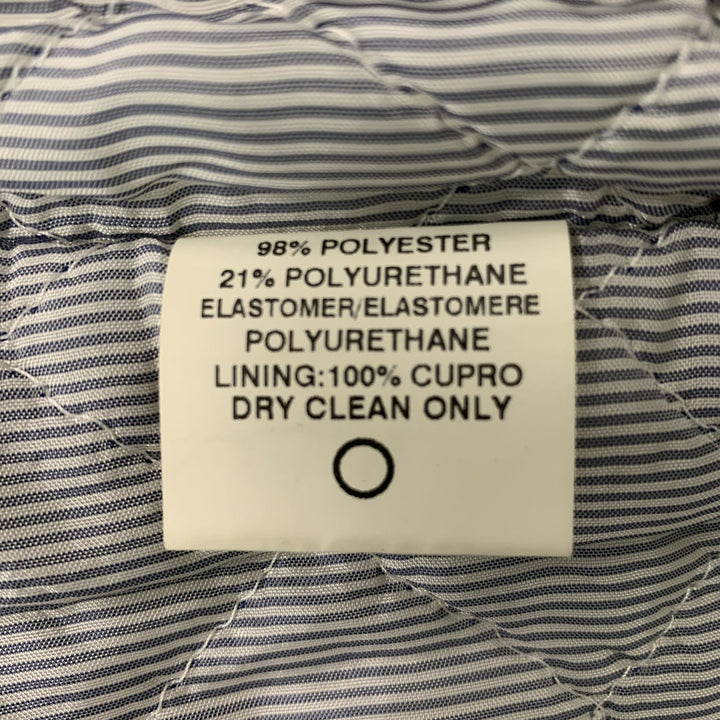 98% POLYESTER
21% POLYURETHANE
ELASTOMER/ELASTOMERE
POLYURETHANE
LINING:100% CUPRO
DRY CLEAN ONLY